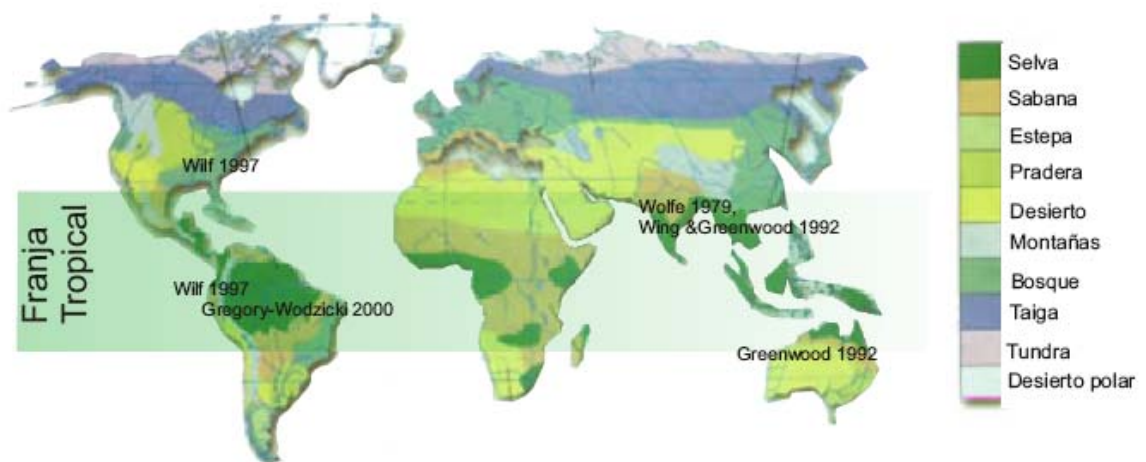 Wilf 1997
Wolfe 1979,
Wing &Greenwood 1992
Franja
Tropical
Wilf 1997
Gregory-Wodzicki 2000
Greenwood 1992
Selva
Sabana
Estepa
Pradera
Desierto
Montañas
Bosque
Taiga
Tundra
Desierto polar